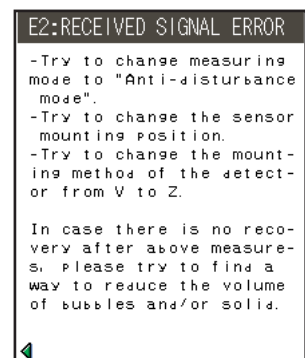 E2:RECEIVED SIGNAL ERROR
-Try to change measuring
mode to "Anti-disturbance
mode".
-Try to change the sensor
mounting position.
-Try to change the mount-
ing method of the detect-
or from V to Z.
In case there is no reco-
very after above measure-
s, please try to find a
way to reduce the volume
of bubbles and/or solid.